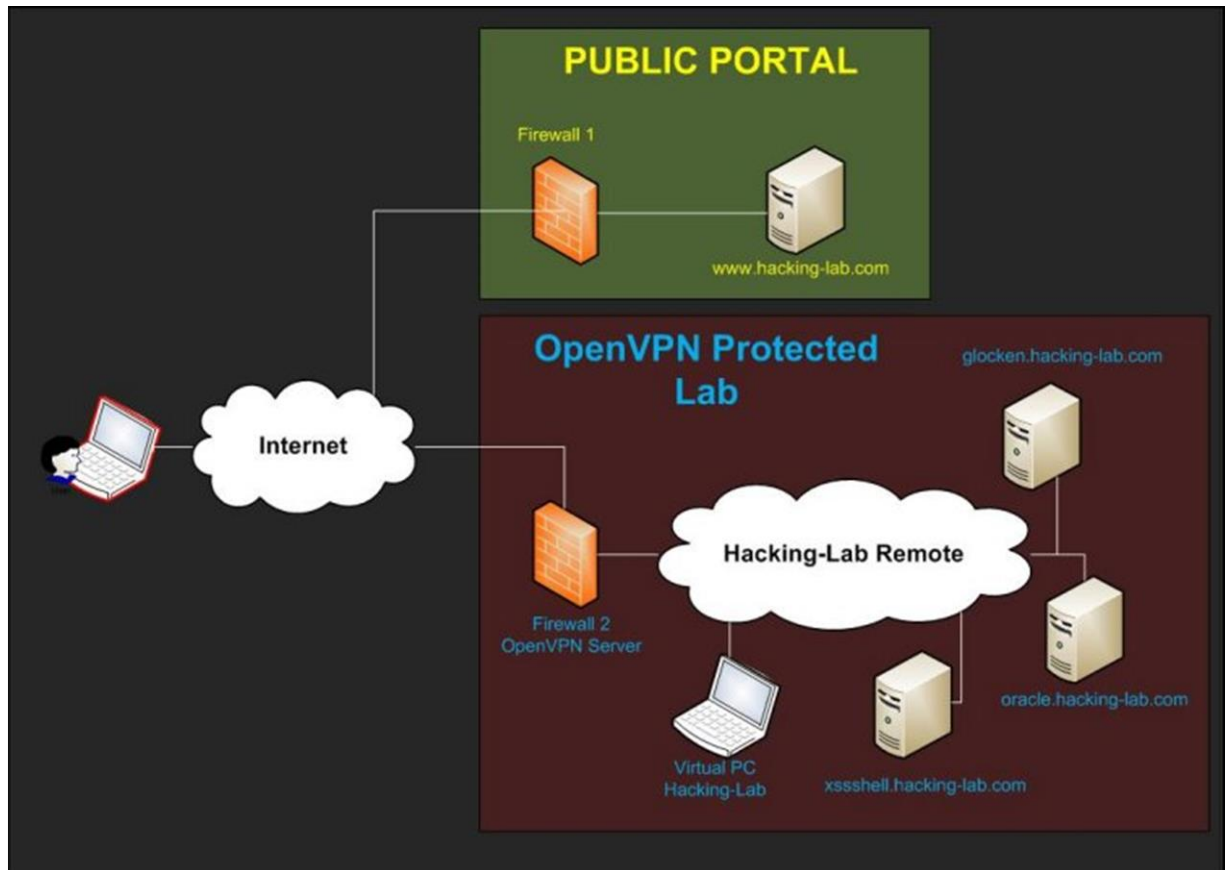 PUBLIC PORTAL
Firewall 1
www.hacking-lab.com
OpenVPN Protected
Lab
glocken.hacking-lab.com
Internet
User
Hacking-Lab Remote
Firewall 2
OpenVPN Server
oracle.hacking-lab.com
Virtual PC
Hacking-Lab
xssshell.hacking-lab.com